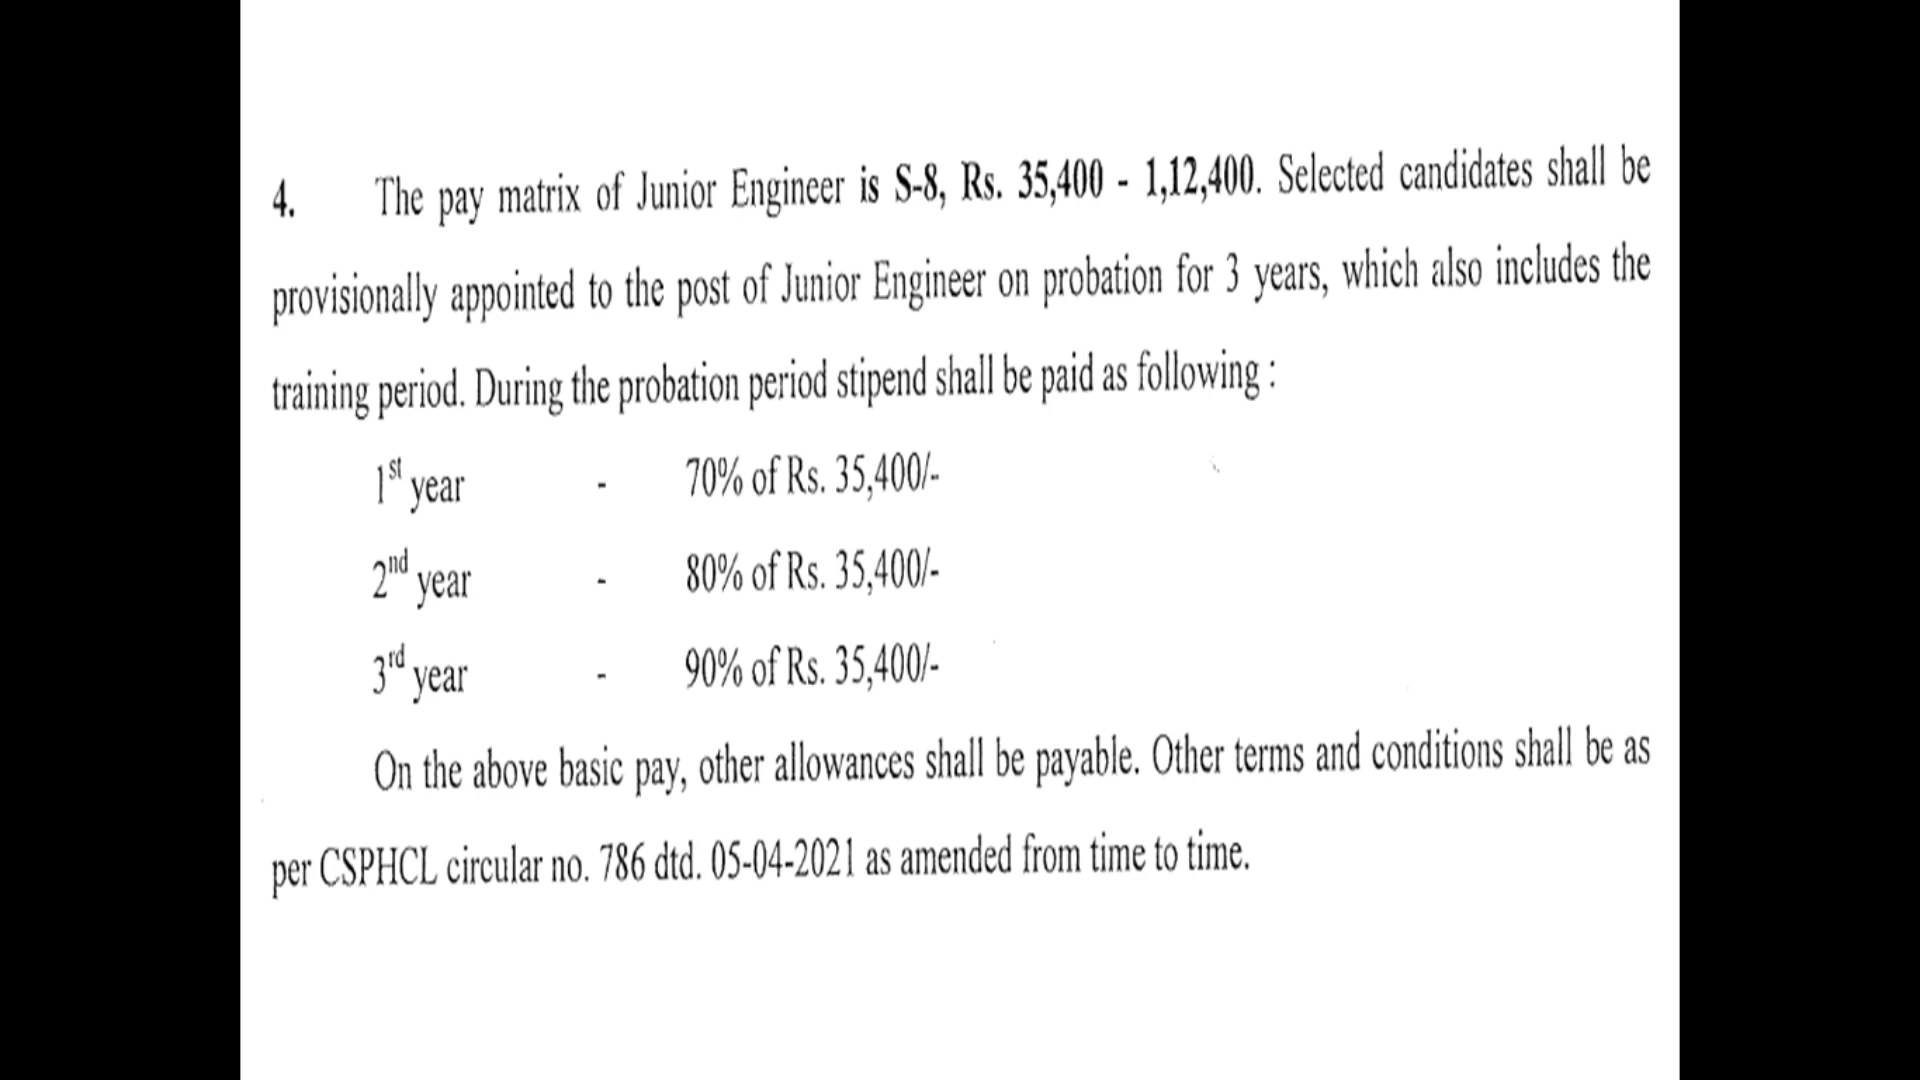 4. The pay matrix of Junior Engineer is S-8, Rs. 35,400 - 1,12,400. Selected candidates shall be
provisionally appointed to the post of Junior Engineer on probation for 3 years, which also includes the
training period. During the probation period stipend shall be paid as following :
1st year - 70% of Rs. 35,400/-
2nd year - 80% of Rs. 35,400/-
3rd year - 90% of Rs. 35,400/-
On the above basic pay, other allowances shall be payable. Other terms and conditions shall be as
per CSPHCL circular no. 786 dtd. 05-04-2021 as amended from time to time.